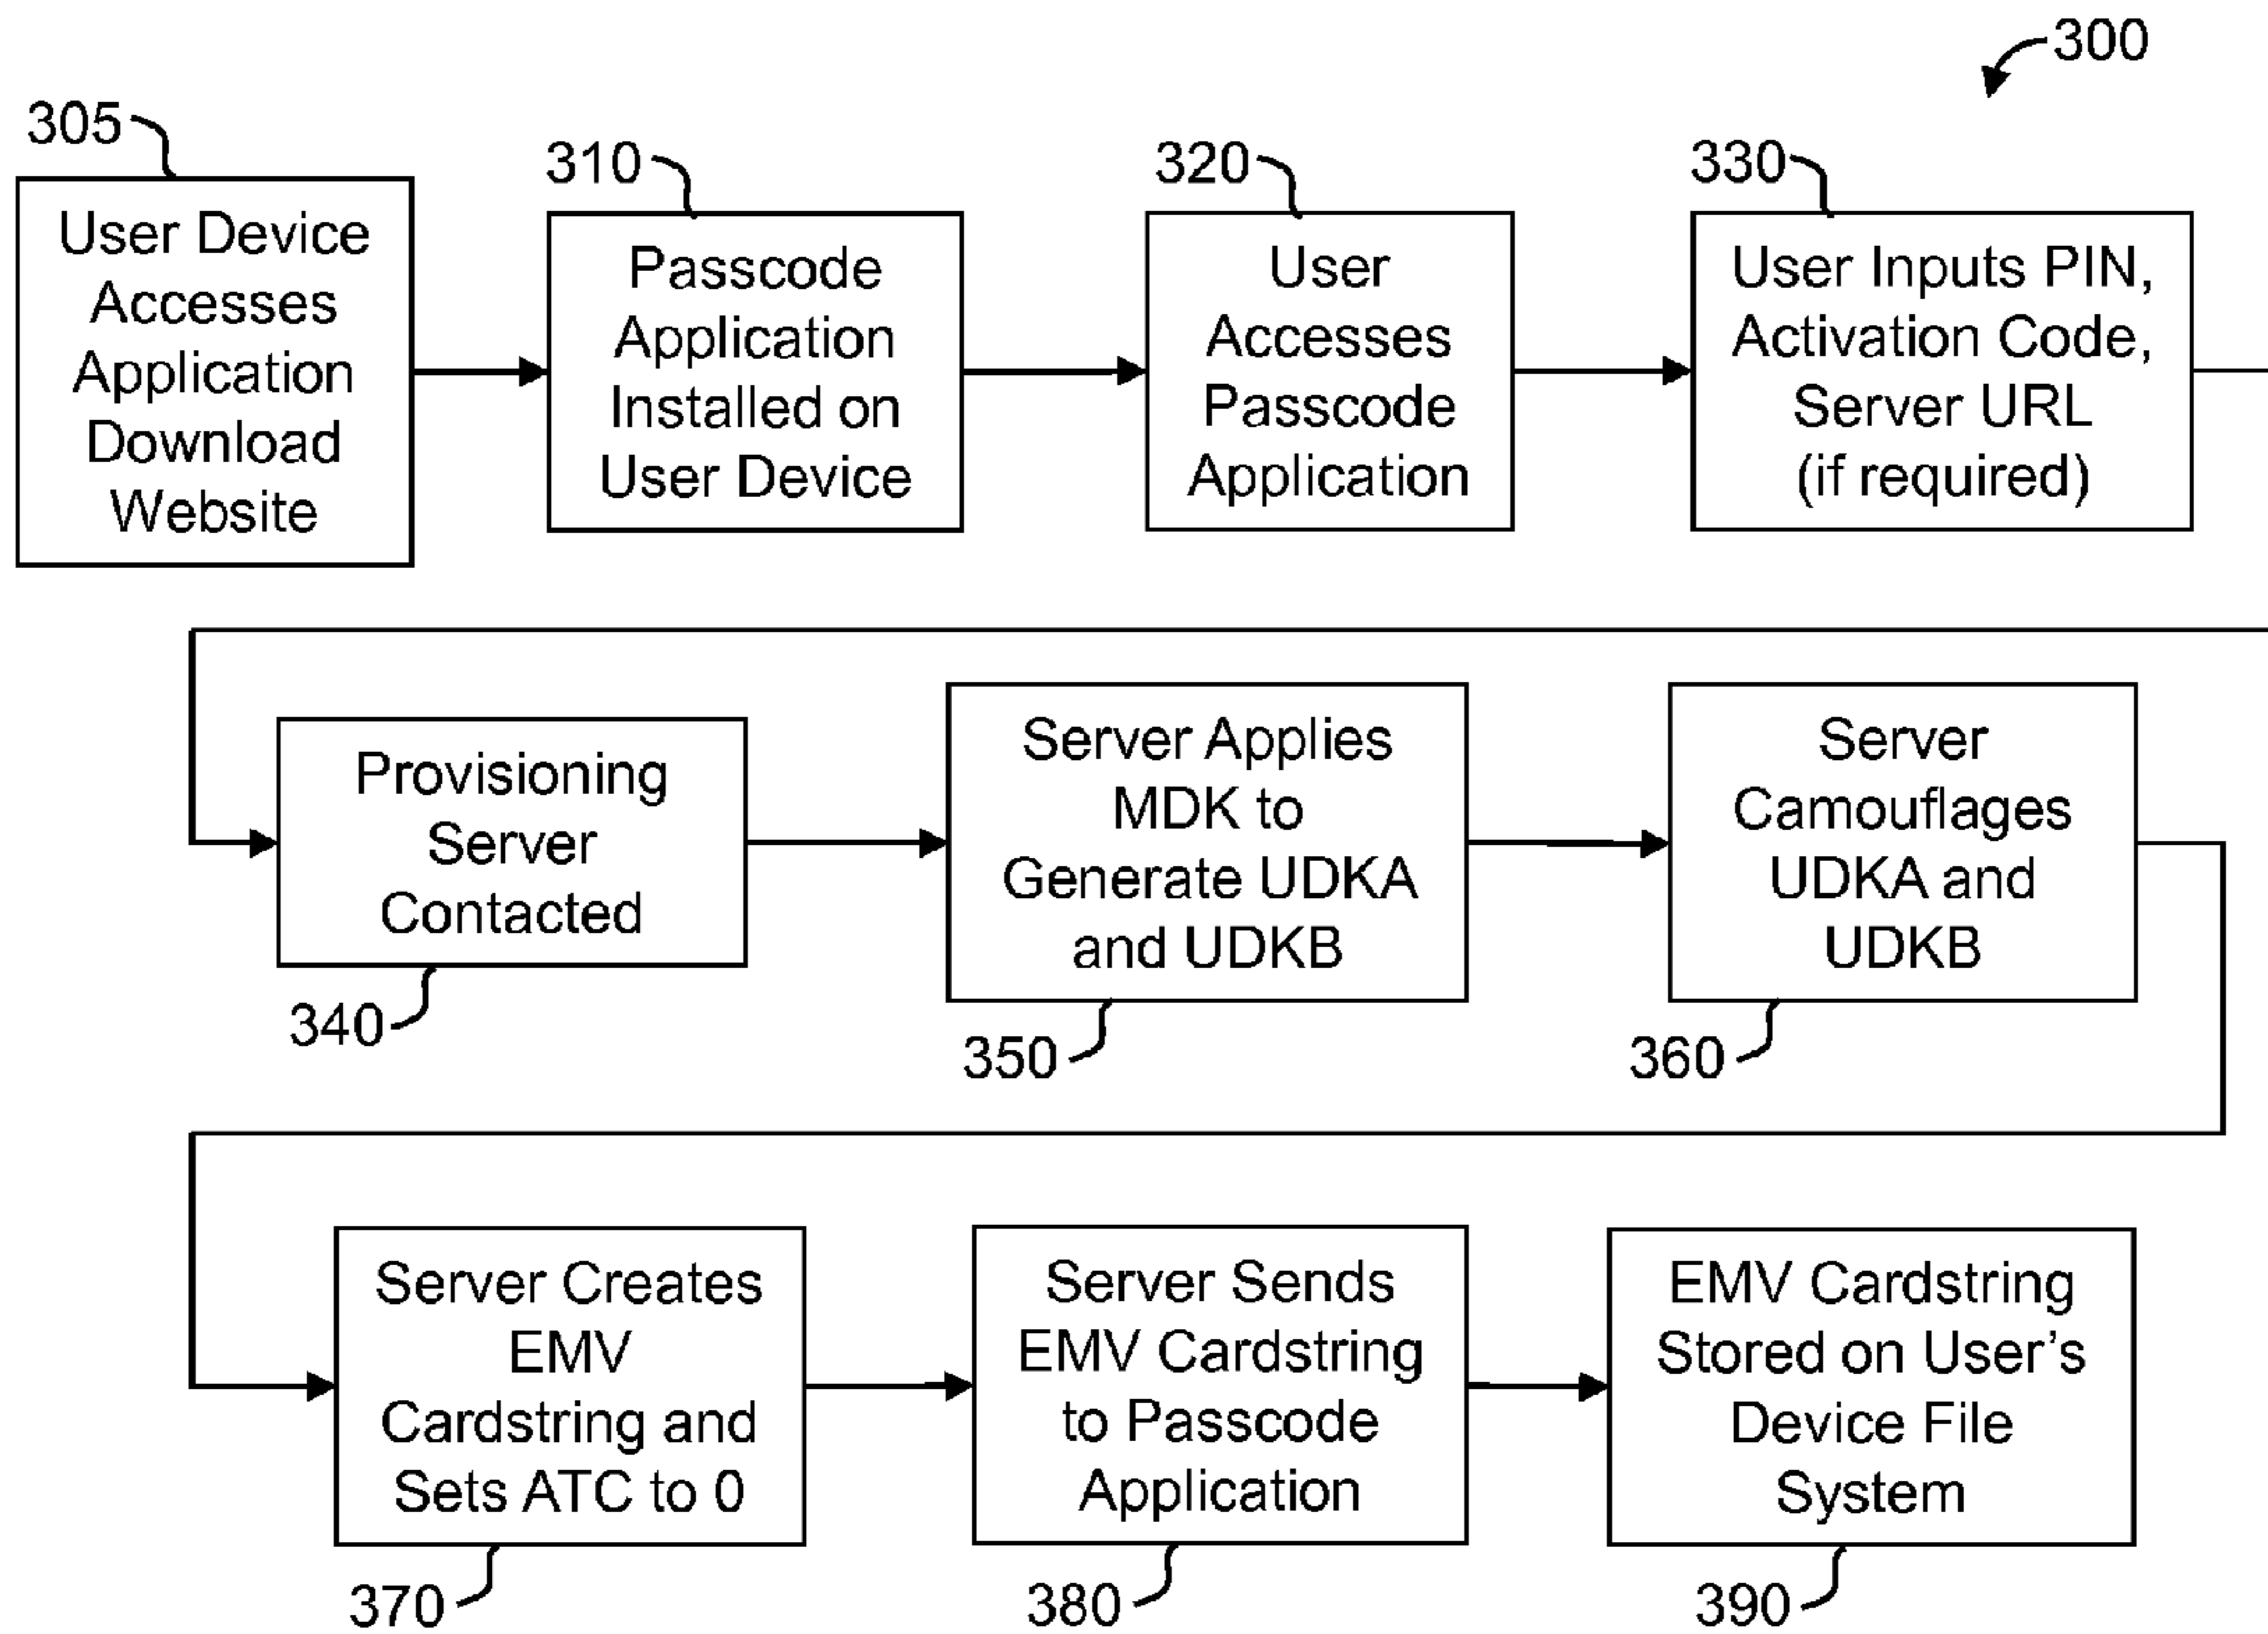 300
305
User Device
Accesses
Application
Download
Website
310
Passcode
Application
Installed on
User Device
320
User
Accesses
Passcode
Application
330
User Inputs PIN,
Activation Code,
Server URL
(if required)
Provisioning
Server
Contacted
340
Server Applies
MDK to
Generate UDKA
and UDKB
350
Server
Camouflages
UDKA and
UDKB
360
Server Creates
EMV
Cardstring and
Sets ATC to 0
370
Server Sends
EMV Cardstring
to Passcode
Application
380
EMV Cardstring
Stored on User’s
Device File
System
390